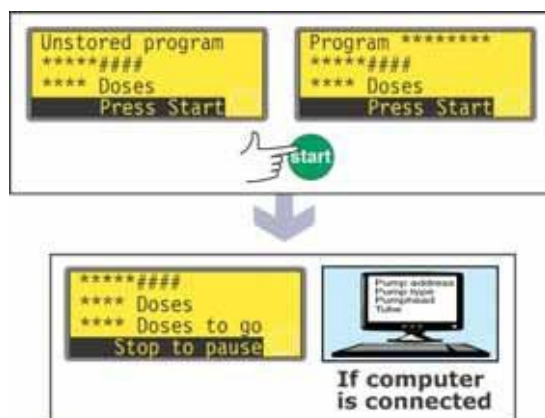 Unstored program
*****####
**** Doses
Press Start
Program ********
*****####
**** Doses
Press Start
start
*****####
**** Doses
**** Doses to go
Stop to pause
Pump address
Pump type
Pumphead
Tube
If computer
is connected